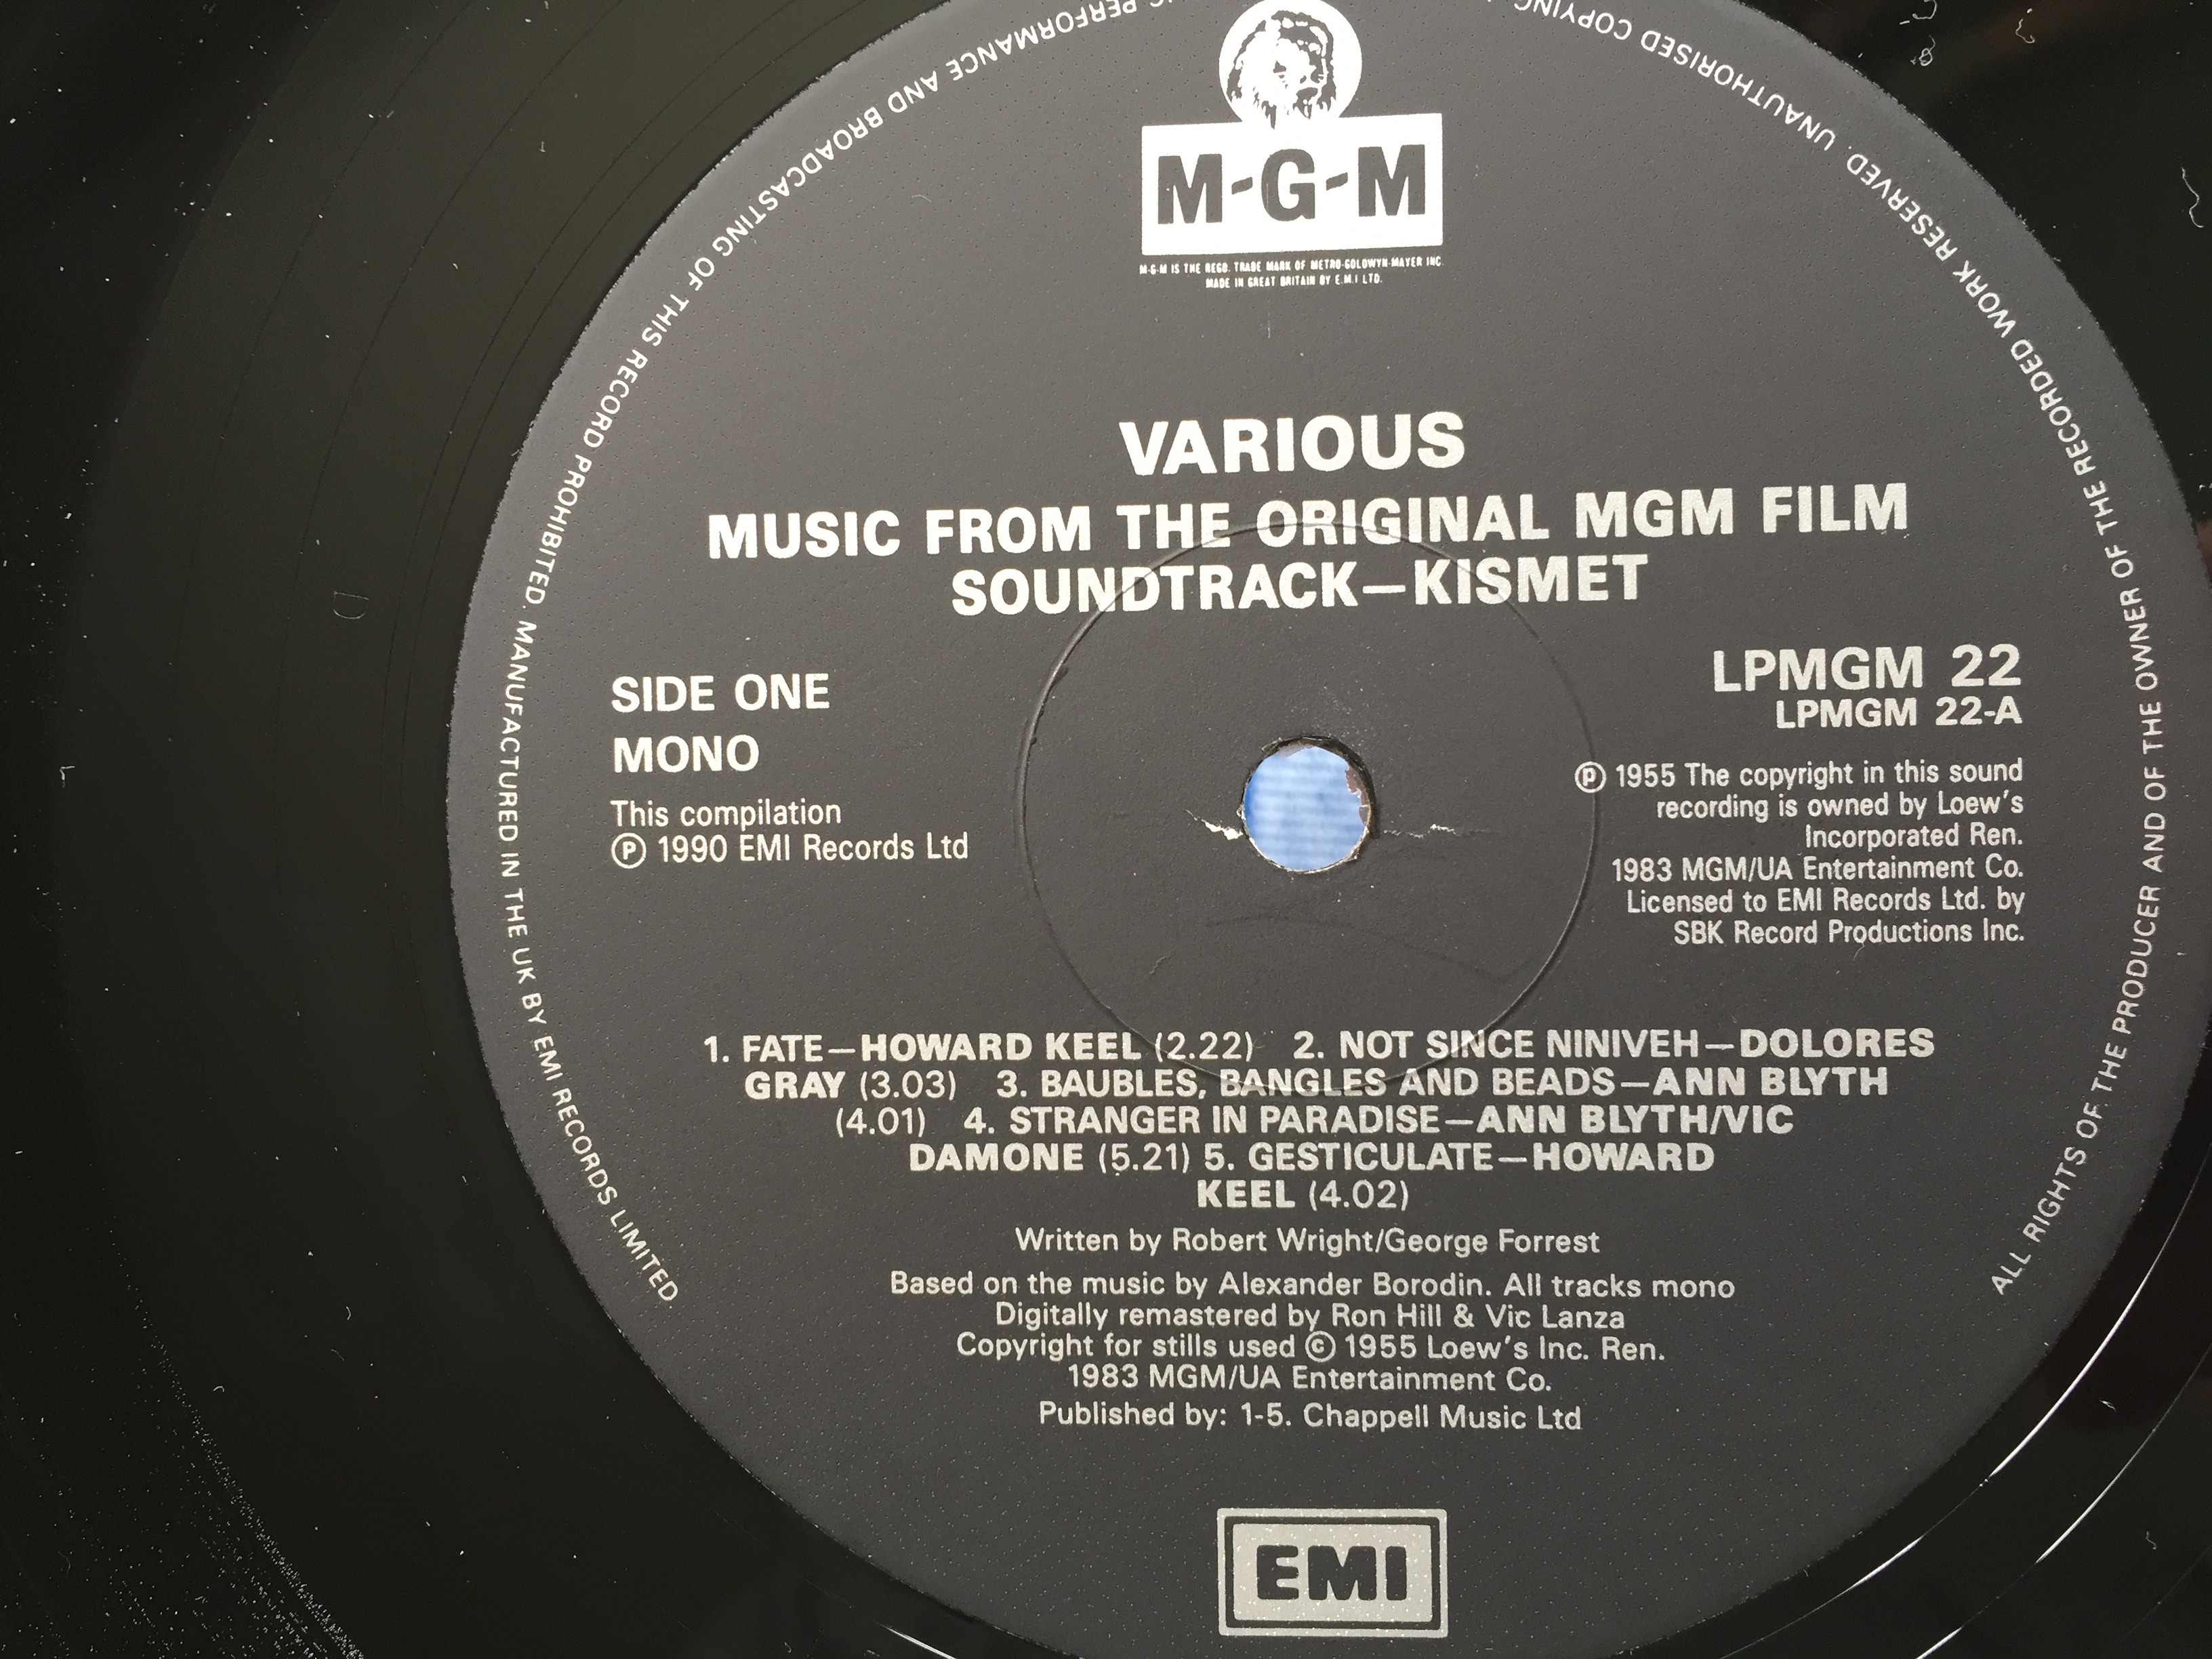 M-G-M
M-G-M IS THE REGD. TRADE MARK OF METRO-GOLDWYN-MAYER INC.
MADE IN GREAT BRITAIN BY E.M.I LTD.
VARIOUS
MUSIC FROM THE ORIGINAL MGM FILM
SOUNDTRACK—KISMET
SIDE ONE
MONO
This compilation
℗ 1990 EMI Records Ltd
LPMGM 22
LPMGM 22-A
℗ 1955 The copyright in this sound
recording is owned by Loew's
Incorporated Ren.
1983 MGM/UA Entertainment Co.
Licensed to EMI Records Ltd. by
SBK Record Productions Inc.
1. FATE—HOWARD KEEL (2.22) 2. NOT SINCE NINIVEH—DOLORES
GRAY (3.03) 3. BAUBLES, BANGLES AND BEADS—ANN BLYTH
(4.01) 4. STRANGER IN PARADISE—ANN BLYTH/VIC
DAMONE (5.21) 5. GESTICULATE—HOWARD
KEEL (4.02)
Written by Robert Wright/George Forrest
Based on the music by Alexander Borodin. All tracks mono
Digitally remastered by Ron Hill & Vic Lanza
Copyright for stills used © 1955 Loew's Inc. Ren.
1983 MGM/UA Entertainment Co.
Published by: 1-5. Chappell Music Ltd
EMI
ALL RIGHTS OF THE PRODUCER AND OF THE OWNER OF THE RECORDED WORK RESERVED. UNAUTHORISED COPYING PERFORMANCE AND BROADCASTING OF THIS RECORD PROHIBITED. MANUFACTURED IN THE UK BY EMI RECORDS LIMITED.